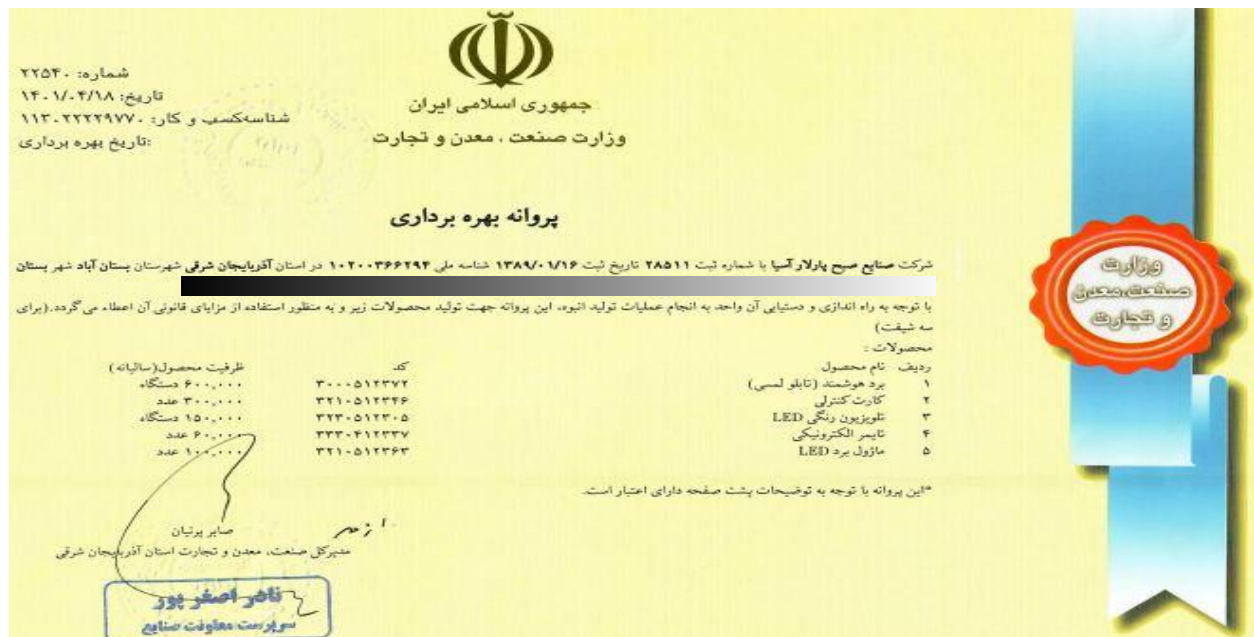 شماره: ۲۲۵۴۰
تاریخ: ۱۴۰۱/۰۴/۱۸
شناسه‌کسب و کار: ۱۱۳۰۲۲۲۲۹۷۷۰
تاریخ بهره برداری:
جمهوری اسلامی ایران
وزارت صنعت ، معدن و تجارت
پروانه بهره برداری
وزارت
صنعت،معدن
و تجارت
شرکت صنایع صبح پارلار آسیا با شماره ثبت ۲۸۵۱۱ تاریخ ثبت ۱۳۸۹/۰۱/۱۶ شناسه ملی ۱۰۲۰۰۳۶۶۲۹۴ در استان آذربایجان شرقی شهرستان بستان آباد شهر بستان
با توجه به راه اندازی و دستیابی آن واحد به انجام عملیات تولید انبوه، این پروانه جهت تولید محصولات زیر و به منظور استفاده از مزایای قانونی آن اعطاء می گردد.(برای
سه شیفت)
محصولات :
ردیف نام محصول کد ظرفیت محصول(سالیانه)
۱ برد هوشمند (تابلو لمسی) ۳۰۰۰۵۱۲۳۷۲ ۶۰۰,۰۰۰ دستگاه
۲ کارت کنترلی ۳۲۱۰۵۱۲۳۴۶ ۳۰۰,۰۰۰ عدد
۳ تلویزیون رنگی LED ۳۲۳۰۵۱۲۳۰۵ ۱۵۰,۰۰۰ دستگاه
۴ تایمر الکترونیکی ۳۳۳۰۴۱۲۳۳۷ ۶۰,۰۰۰ عدد
۵ ماژول برد LED ۳۲۱۰۵۱۲۳۶۳ ۱۰۰,۰۰۰ عدد
*این پروانه با توجه به توضیحات پشت صفحه دارای اعتبار است.
صابر پرنیان
مدیرکل صنعت، معدن و تجارت استان آذربایجان شرقی
نادر اصغر پور
سرپرست معاونت صنایع